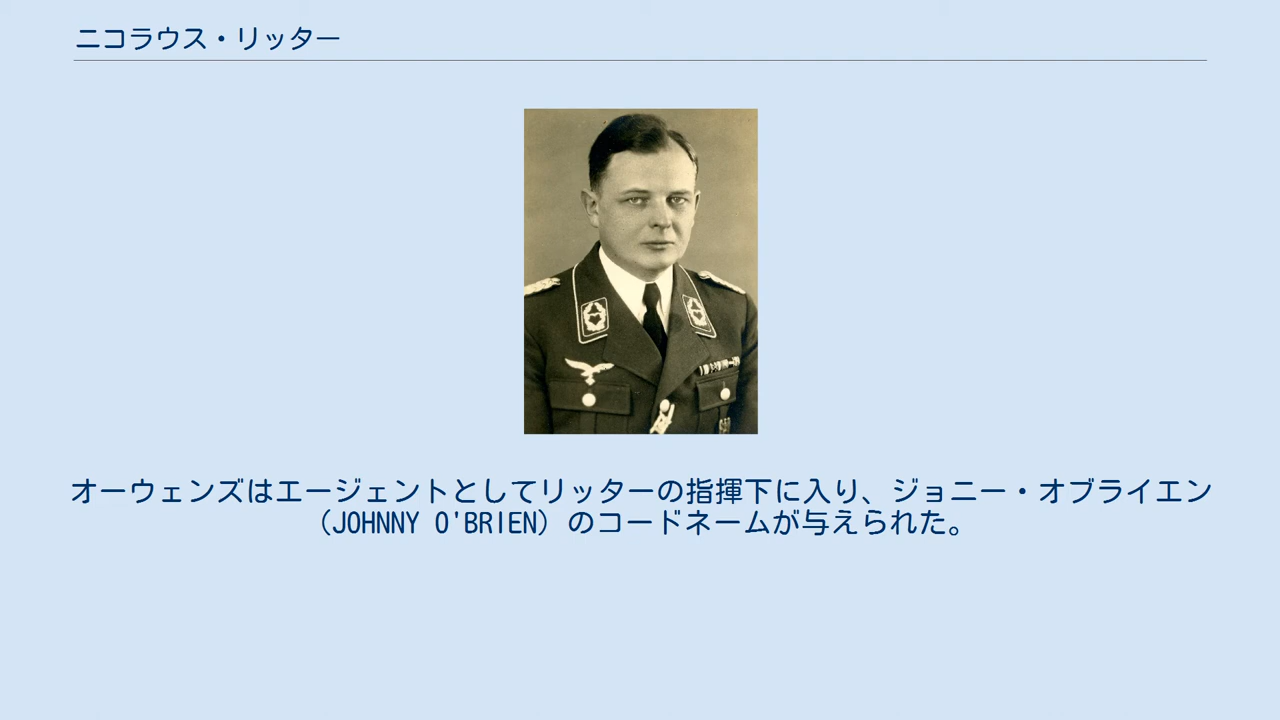 ニコラウス・リッター
オーウェンズはエージェントとしてリッターの指揮下に入り、ジョニー・オブライエン
（JOHNNY O'BRIEN）のコードネームが与えられた。